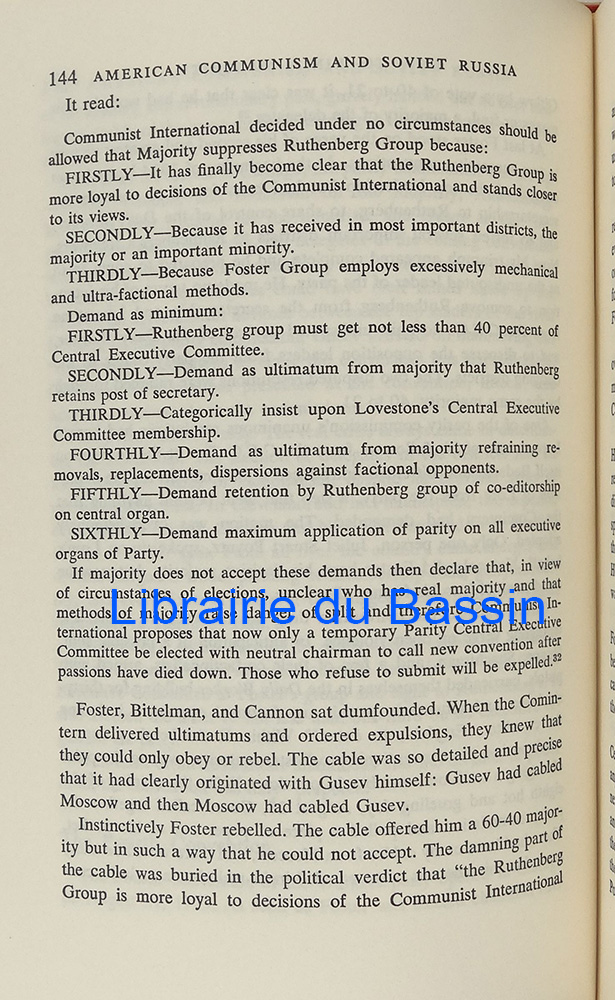 144 AMERICAN COMMUNISM AND SOVIET RUSSIA
It read:
Communist International decided under no circumstances should be
allowed that Majority suppresses Ruthenberg Group because:
FIRSTLY—It has finally become clear that the Ruthenberg Group is
more loyal to decisions of the Communist International and stands closer
to its views.
SECONDLY—Because it has received in most important districts, the
majority or an important minority.
THIRDLY—Because Foster Group employs excessively mechanical
and ultra-factional methods.
Demand as minimum:
FIRSTLY—Ruthenberg group must get not less than 40 percent of
Central Executive Committee.
SECONDLY—Demand as ultimatum from majority that Ruthenberg
retains post of secretary.
THIRDLY—Categorically insist upon Lovestone's Central Executive
Committee membership.
FOURTHLY—Demand as ultimatum from majority refraining re-
movals, replacements, dispersions against factional opponents.
FIFTHLY—Demand retention by Ruthenberg group of co-editorship
on central organ.
SIXTHLY—Demand maximum application of parity on all executive
organs of Party.
If majority does not accept these demands then declare that, in view
of circumstances of elections, unclear who has real majority and that
methods of majority raise danger of split and therefore Communist In-
Librairie du Bassin
ternational proposes that now only a temporary Parity Central Executive
Committee be elected with neutral chairman to call new convention after
passions have died down. Those who refuse to submit will be expelled.32
Foster, Bittelman, and Cannon sat dumfounded. When the Comin-
tern delivered ultimatums and ordered expulsions, they knew that
they could only obey or rebel. The cable was so detailed and precise
that it had clearly originated with Gusev himself: Gusev had cabled
Moscow and then Moscow had cabled Gusev.
Instinctively Foster rebelled. The cable offered him a 60-40 major-
ity but in such a way that he could not accept. The damning part of
the cable was buried in the political verdict that "the Ruthenberg
Group is more loyal to decisions of the Communist International